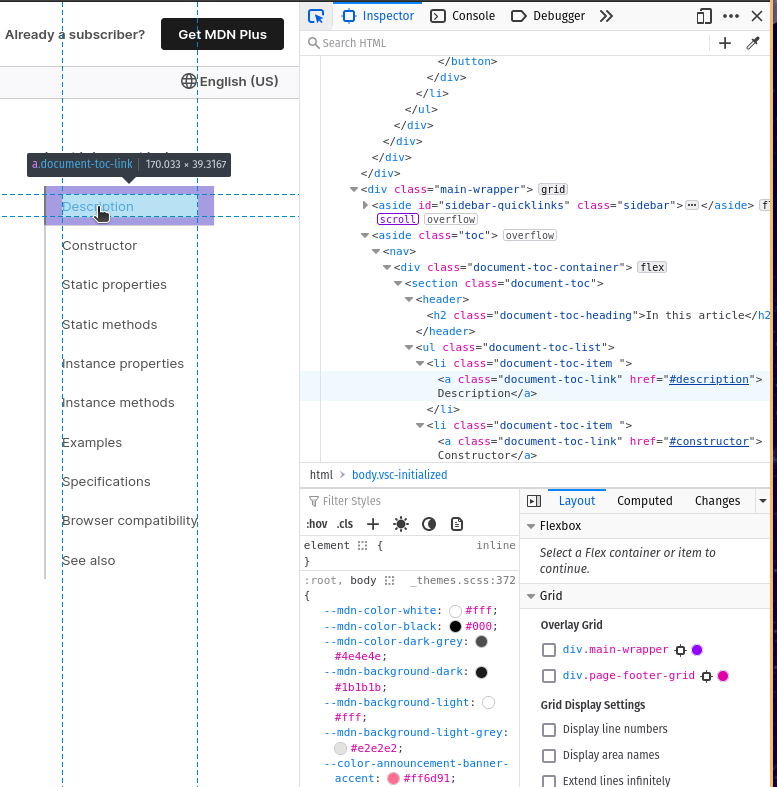 Already a subscriber?
Get MDN Plus
English (US)
a.document-toc-link | 170.033 × 39.3167
Description
Constructor
Static properties
Static methods
Instance properties
Instance methods
Examples
Specifications
Browser compatibility
See also
Inspector
Console
Debugger
Search HTML
</button>
</div>
</li>
</ul>
</div>
</div>
</div>
</div>
<div class="main-wrapper"> grid
<aside id="sidebar-quicklinks" class="sidebar"> ⋯ </aside>
scroll overflow
<aside class="toc"> overflow
<nav>
<div class="document-toc-container"> flex
<section class="document-toc">
<header>
<h2 class="document-toc-heading">In this article</h2
</header>
<ul class="document-toc-list">
<li class="document-toc-item ">
<a class="document-toc-link" href="#description">
Description</a>
</li>
<li class="document-toc-item ">
<a class="document-toc-link" href="#constructor">
Constructor</a>
html > body.vsc-initialized
Filter Styles
:hov .cls +
element { inline
}
:root, body _themes.scss:372
{
--mdn-color-white: #fff;
--mdn-color-black: #000;
--mdn-color-dark-grey:
#4e4e4e;
--mdn-background-dark:
#1b1b1b;
--mdn-background-light:
#fff;
--mdn-background-light-grey:
#e2e2e2;
--color-announcement-banner-
accent: #ff6d91;
Layout
Computed
Changes
Flexbox
Select a Flex container or item to
continue.
Grid
Overlay Grid
div.main-wrapper
div.page-footer-grid
Grid Display Settings
Display line numbers
Display area names
Extend lines infinitely